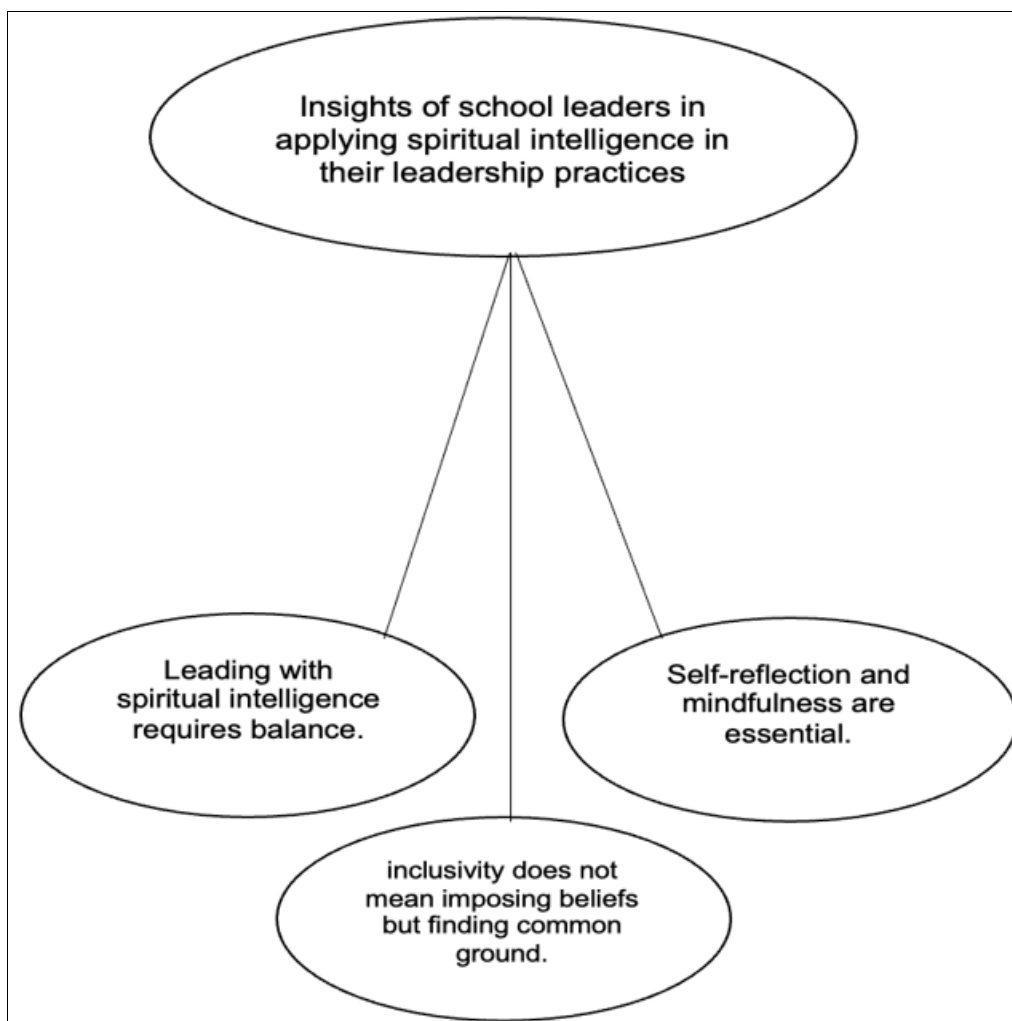 Insights of school leaders in
applying spiritual intelligence in
their leadership practices
Leading with
spiritual intelligence
requires balance.
Self-reflection and
mindfulness are
essential.
inclusivity does not
mean imposing beliefs
but finding common
ground.